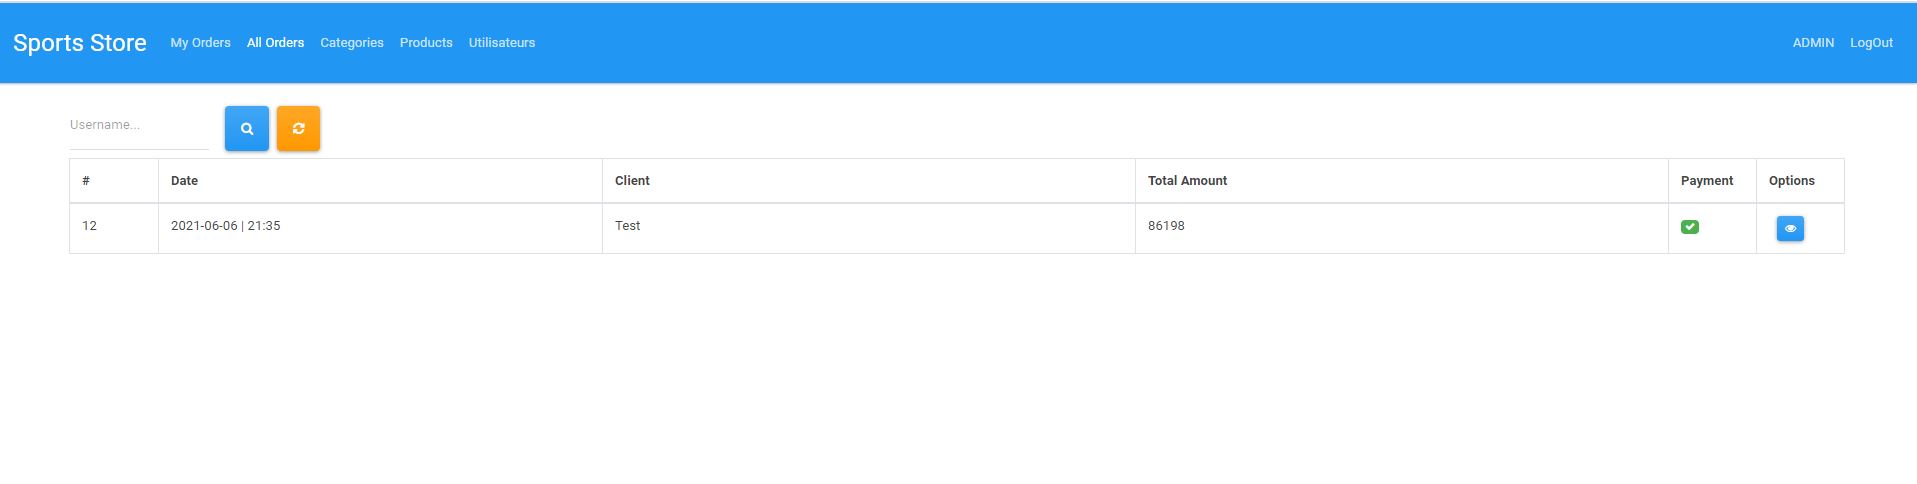 Sports Store My Orders All Orders Categories Products Utilisateurs ADMIN LogOut
Username...
# Date Client Total Amount Payment Options
12 2021-06-06 | 21:35 Test 86198